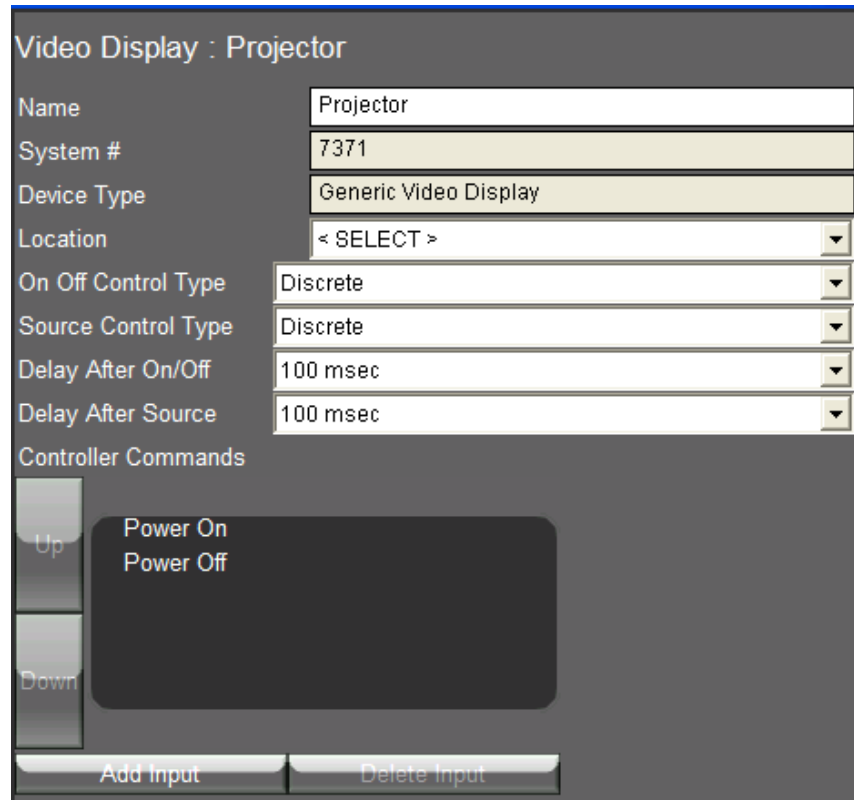 Video Display : Projector
Name Projector
System # 7371
Device Type Generic Video Display
Location < SELECT >
On Off Control Type Discrete
Source Control Type Discrete
Delay After On/Off 100 msec
Delay After Source 100 msec
Controller Commands
Up
Power On
Power Off
Down
Add Input Delete Input